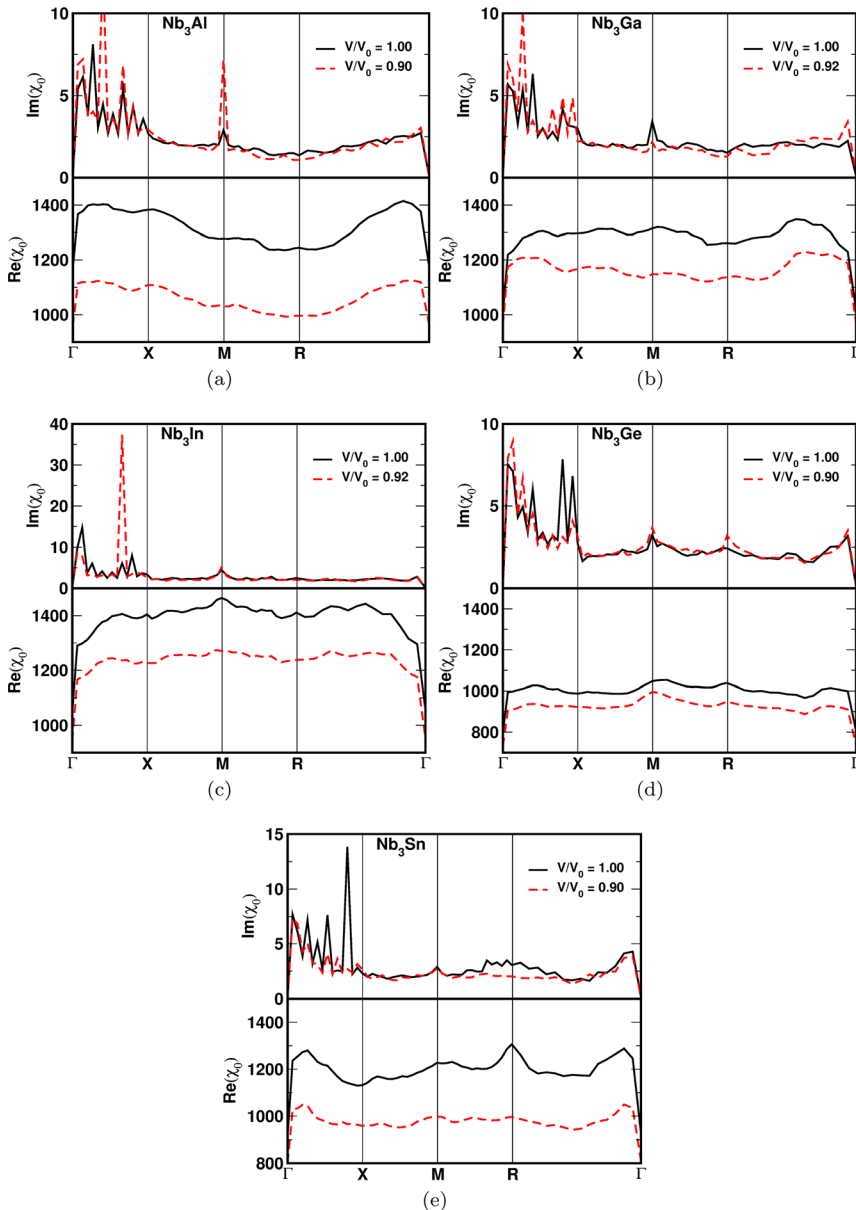 Nb3Al
V/V0 = 1.00
V/V0 = 0.90
Im(χ0)
10
5
0
Re(χ0)
1400
1200
1000
Γ X M R
(a)
Nb3Ga
V/V0 = 1.00
V/V0 = 0.92
Im(χ0)
10
5
0
Re(χ0)
1400
1200
1000
Γ X M R Γ
(b)
Nb3In
V/V0 = 1.00
V/V0 = 0.92
Im(χ0)
40
30
20
10
0
Re(χ0)
1400
1200
1000
Γ X M R Γ
(c)
Nb3Ge
V/V0 = 1.00
V/V0 = 0.90
Im(χ0)
10
5
0
Re(χ0)
1400
1200
1000
800
Γ X M R Γ
(d)
Nb3Sn
V/V0 = 1.00
V/V0 = 0.90
Im(χ0)
15
10
5
0
Re(χ0)
1400
1200
1000
800
Γ X M R Γ
(e)